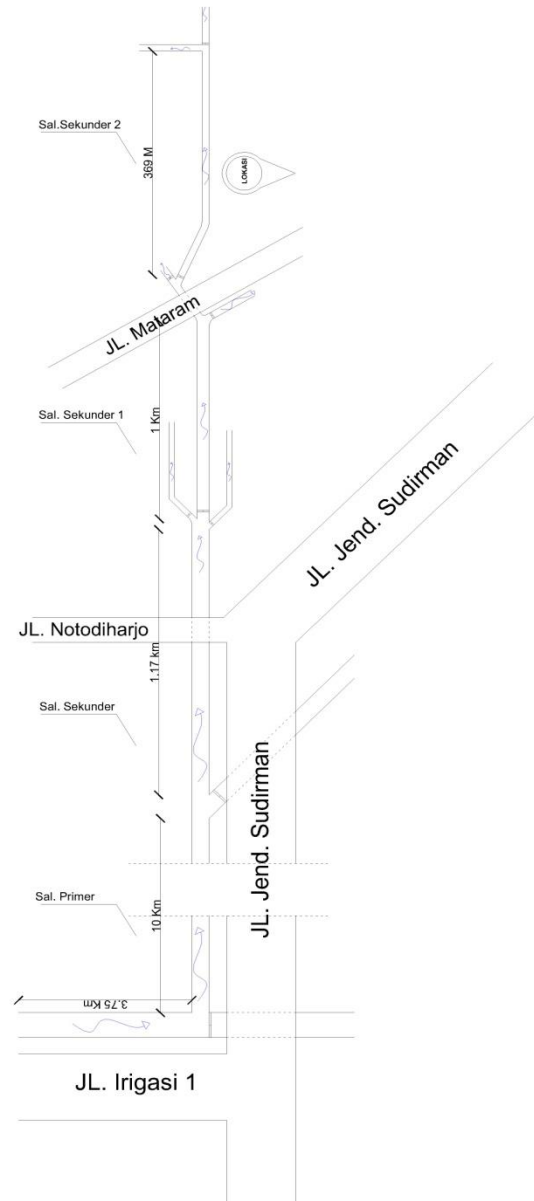 Sal.Sekunder 2
369 M
LOKASI
JL. Mataram
Sal. Sekunder 1
1 Km
JL. Jend. Sudirman
JL. Notodiharjo
1.17 km
Sal. Sekunder
JL. Jend. Sudirman
Sal. Primer
10 Km
3.75 Km
JL. Irigasi 1